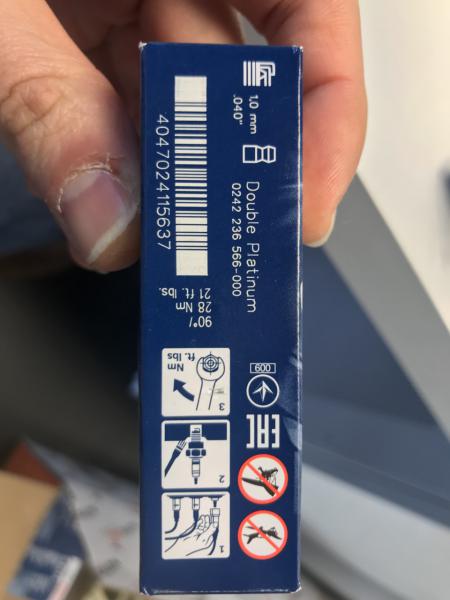 1.0 mm
.040"
Double Platinum
0242 236 566-000
4047024115637
90°/
28 Nm
21 ft. lbs.
Nm
ft. lbs
3
2
1
600
EAC